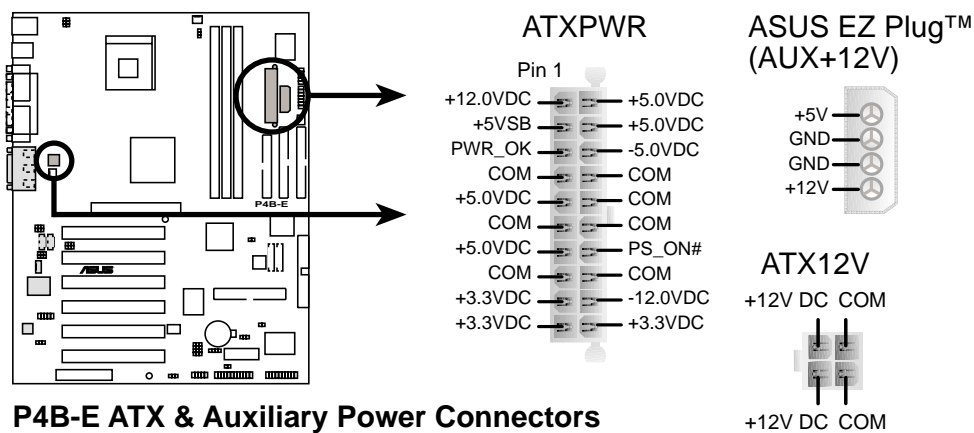 ATXPWR
Pin 1
+12.0VDC +5.0VDC
+5VSB +5.0VDC
PWR_OK -5.0VDC
COM COM
+5.0VDC COM
COM COM
+5.0VDC PS_ON#
COM COM
+3.3VDC -12.0VDC
+3.3VDC +3.3VDC
ASUS EZ Plug™
(AUX+12V)
+5V
GND
GND
+12V
ATX12V
+12V DC COM
+12V DC COM
P4B-E
ASUS
P4B-E ATX & Auxiliary Power Connectors